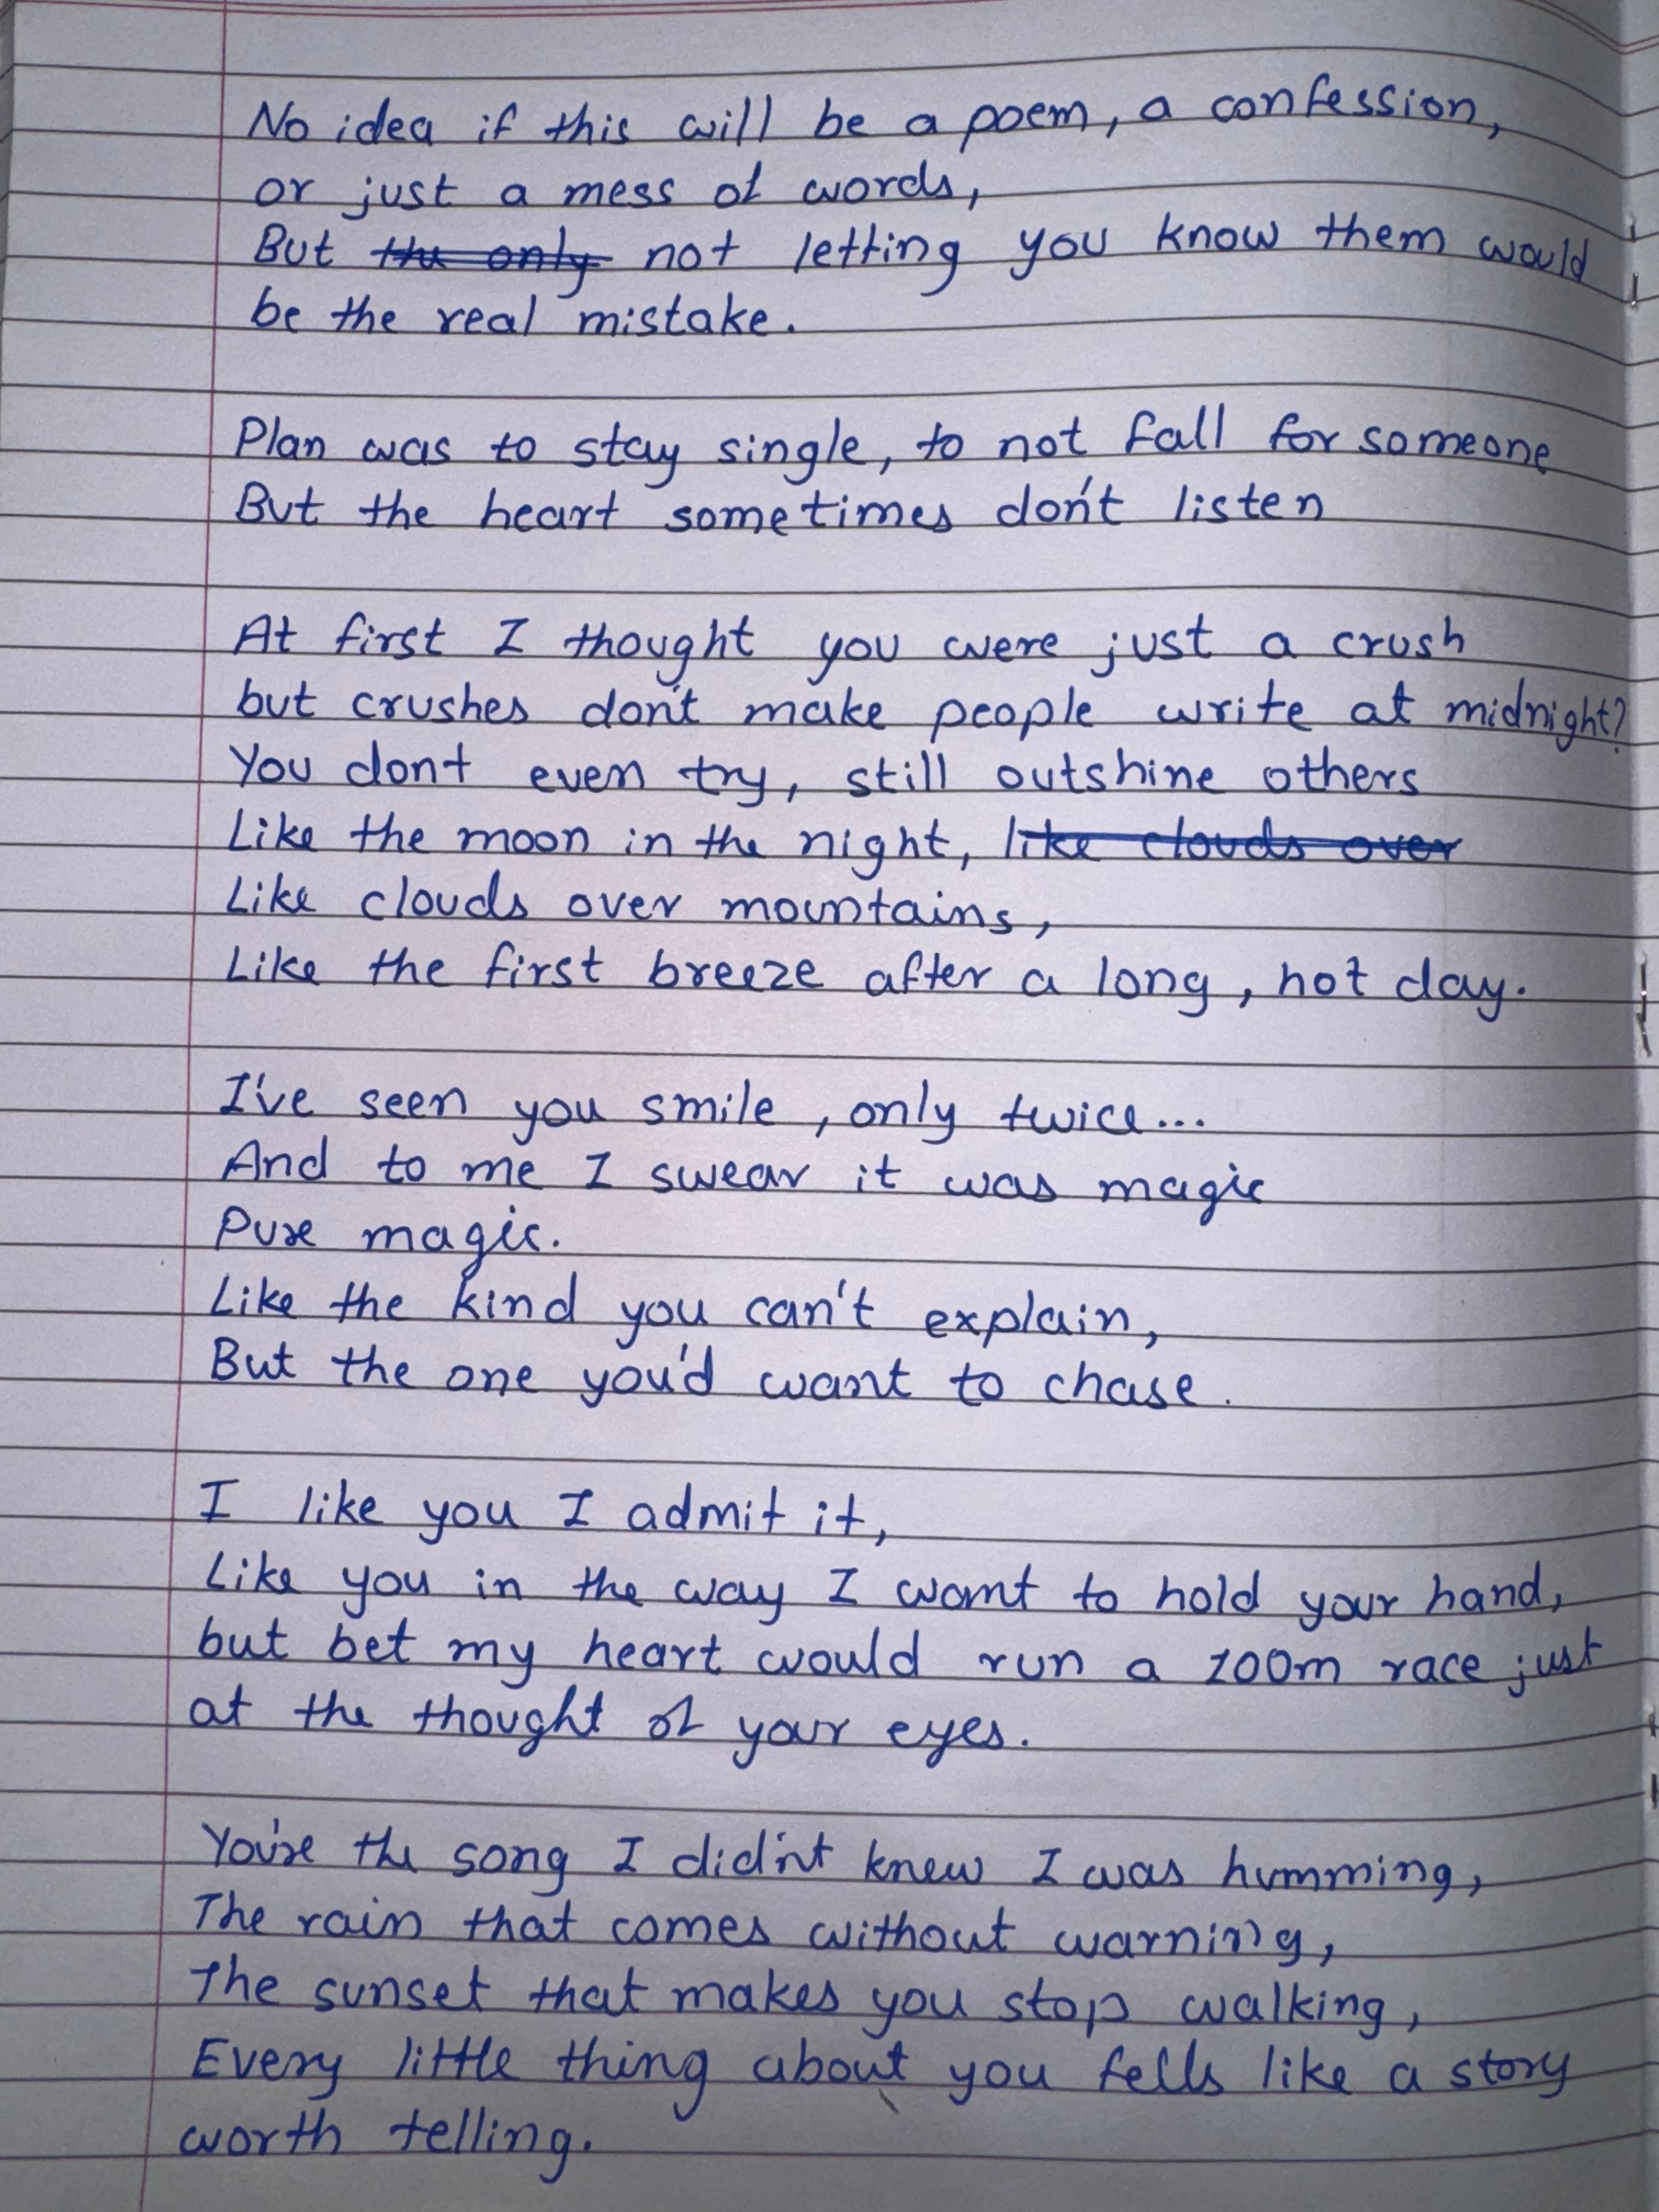 No idea if this will be a poem, a confession,
or just a mess of words,
But the only not letting you know them would
be the real mistake.
Plan was to stay single, to not fall for someone
But the heart sometimes don't listen
At first I thought you were just a crush
but crushes don't make people write at midnight?
You dont even try, still outshine others
Like the moon in the night, like clouds over
Like clouds over mountains,
Like the first breeze after a long, hot day.
I've seen you smile, only twice...
And to me I swear it was magic
Pure magic.
Like the kind you can't explain,
But the one you'd want to chase.
I like you I admit it,
Like you in the way I want to hold your hand,
but bet my heart would run a 100m race just
at the thought of your eyes.
You're the song I didn't knew I was humming,
The rain that comes without warning,
The sunset that makes you stop walking,
Every little thing about you fells like a story
worth telling.